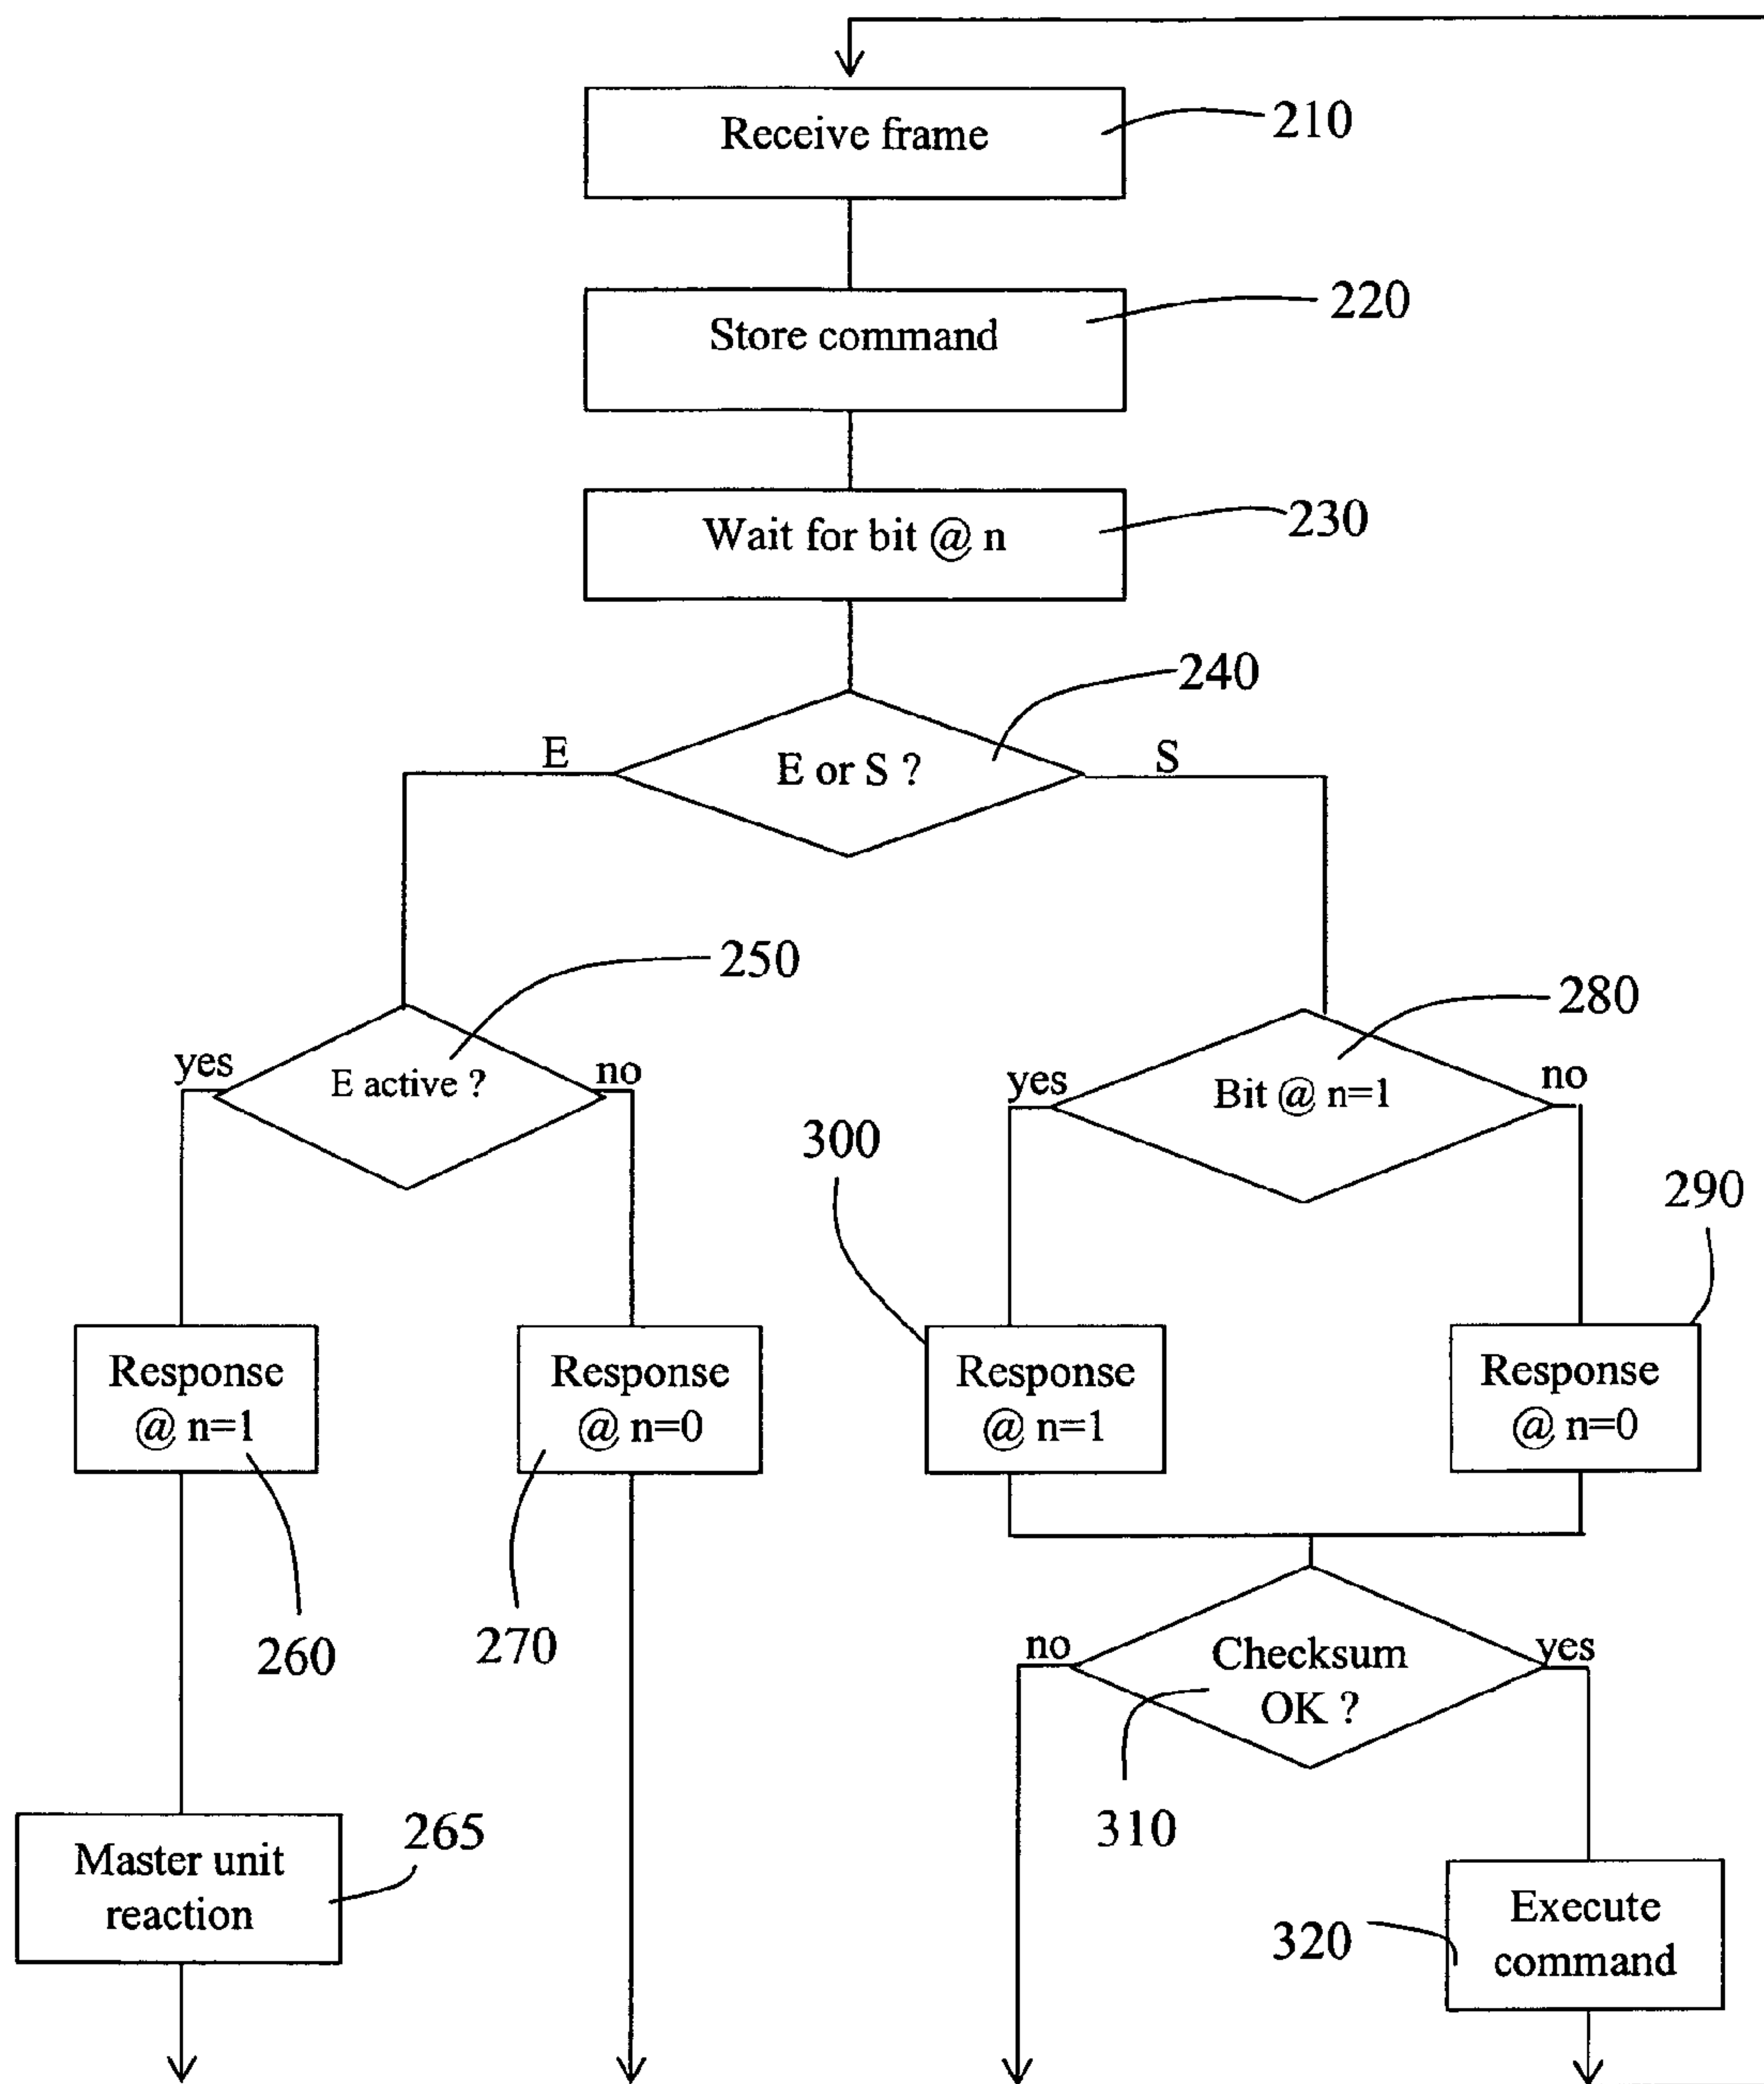 Receive frame
210
Store command
220
Wait for bit @ n
230
240
E
E or S ?
S
250
280
yes
E active ?
no
yes
Bit @ n=1
no
300
290
Response
@ n=1
Response
@ n=0
Response
@ n=1
Response
@ n=0
260
270
no
Checksum
OK ?
yes
310
Master unit
reaction
265
Execute
command
320